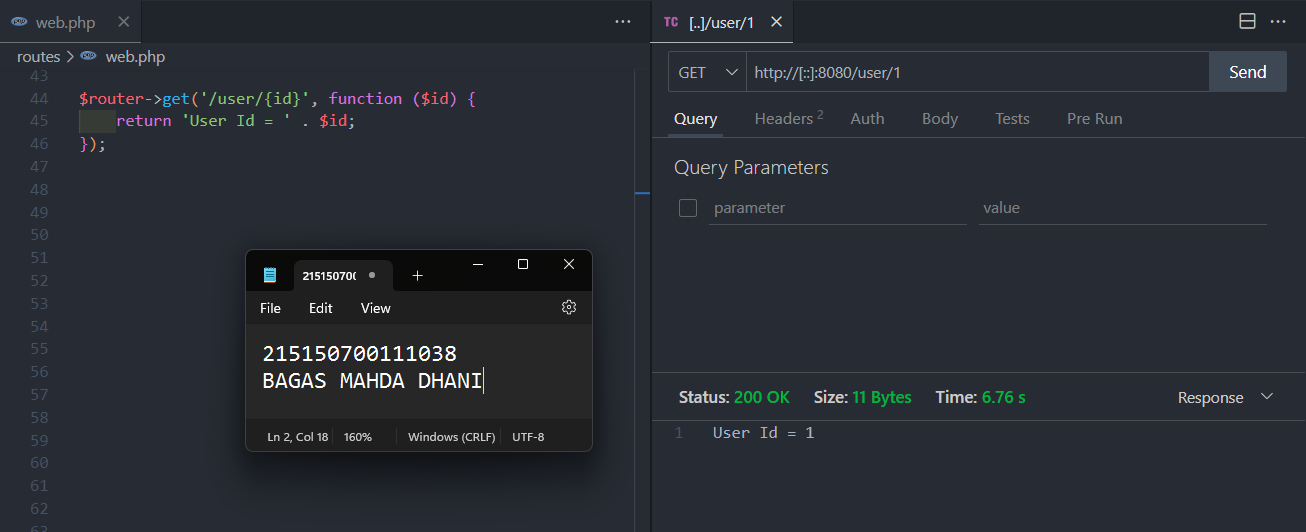 web.php
routes > web.php
43
44 $router->get('/user/{id}', function ($id) {
45 return 'User Id = ' . $id;
46 });
47
48
49
50
51
52
53
54
55
56
57
58
59
60
61
62
63
21515070
File Edit View
215150700111038
BAGAS MAHDA DHANI
Ln 2, Col 18 160% Windows (CRLF) UTF-8
TC [..]/user/1
GET http://[::]:8080/user/1 Send
Query Headers 2 Auth Body Tests Pre Run
Query Parameters
parameter value
Status: 200 OK Size: 11 Bytes Time: 6.76 s Response
1 User Id = 1